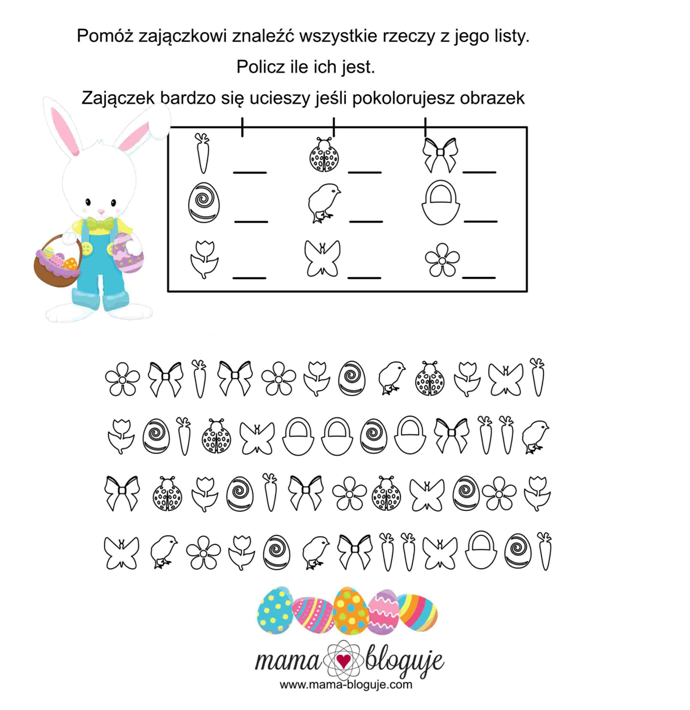 Pomóż zajączkowi znaleźć wszystkie rzeczy z jego listy.
Policz ile ich jest.
Zajączek bardzo się ucieszy jeśli pokolorujesz obrazek
mama bloguje
www.mama-bloguje.com